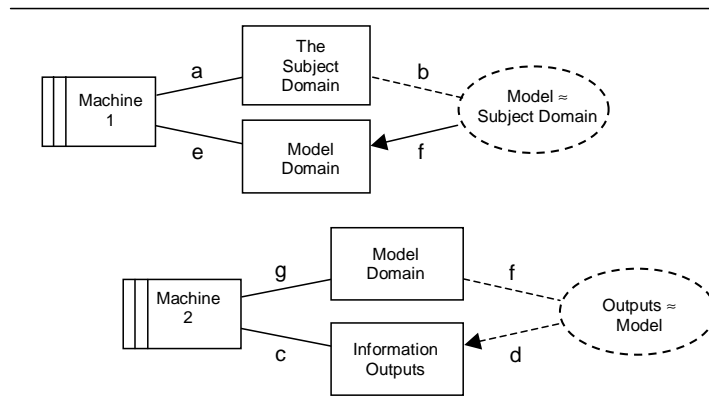 The
Subject
Domain
a
b
Machine
1
Model ≈
Subject Domain
Model
Domain
e
f
Model
Domain
g
f
Machine
2
Outputs ≈
Model
Information
Outputs
c
d